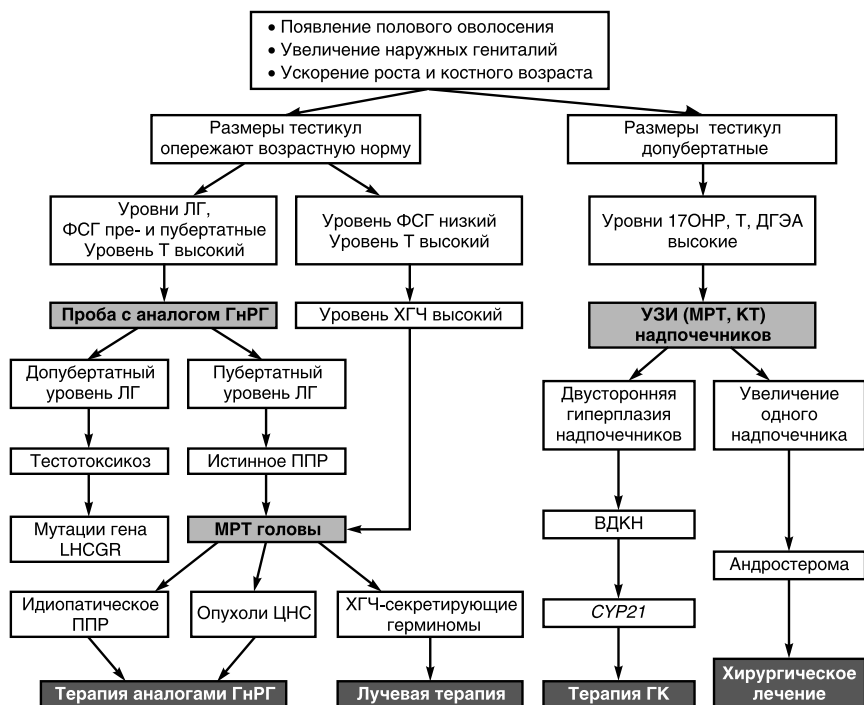 • Появление полового оволосения
• Увеличение наружных гениталий
• Ускорение роста и костного возраста
Размеры тестикул
опережают возрастную норму
Размеры тестикул
допубертатные
Уровни ЛГ,
ФСГ пре- и пубертатные
Уровень Т высокий
Уровень ФСГ низкий
Уровень Т высокий
Уровни 17ОНР, Т, ДГЭА
высокие
Проба с аналогом ГнРГ
Уровень ХГЧ высокий
УЗИ (МРТ, КТ)
надпочечников
Допубертатный
уровень ЛГ
Пубертатный
уровень ЛГ
Двусторонняя
гиперплазия
надпочечников
Увеличение
одного
надпочечника
Тестотоксикоз
Истинное ППР
Мутации гена
LHCGR
МРТ головы
ВДКН
Андростерома
Идиопатическое
ППР
Опухоли ЦНС
ХГЧ-секретирующие
герминомы
CYP21
Терапия аналогами ГнРГ
Лучевая терапия
Терапия ГК
Хирургическое
лечение